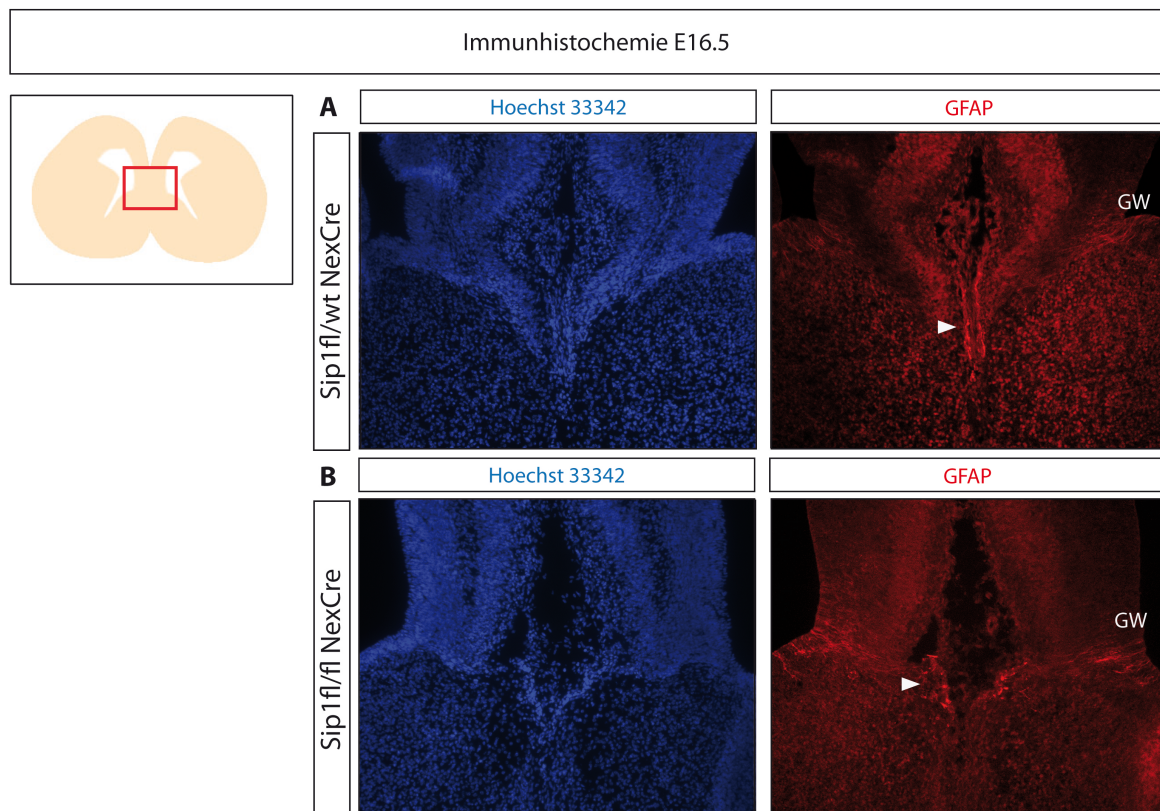 Immunhistochemie E16.5
A
Hoechst 33342
GFAP
Sip1fl/wt NexCre
GW
B
Hoechst 33342
GFAP
Sip1fl/fl NexCre
GW